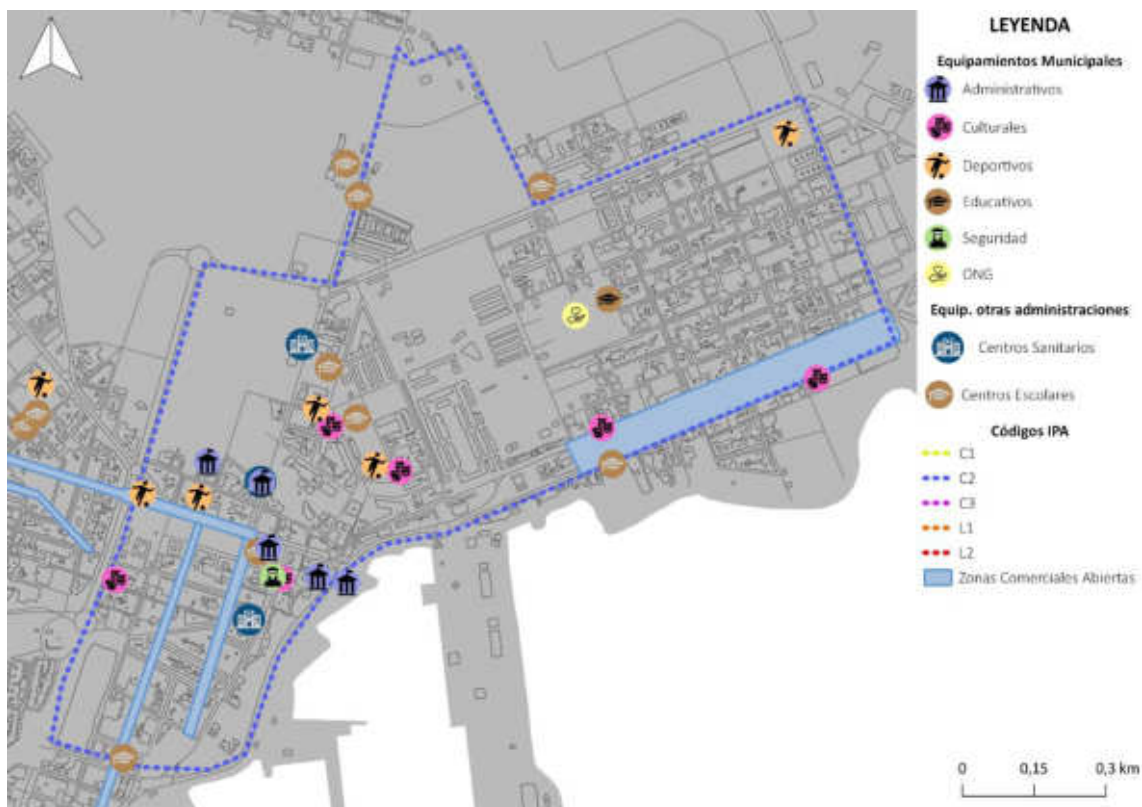 LEYENDA
Equipamientos Municipales
Administrativos
Culturales
Deportivos
Educativos
Seguridad
ONG
Equip. otras administraciones
Centros Sanitarios
Centros Escolares
Códigos IPA
C1
C2
C3
L1
L2
Zonas Comerciales Abiertas
0 0,15 0,3 km